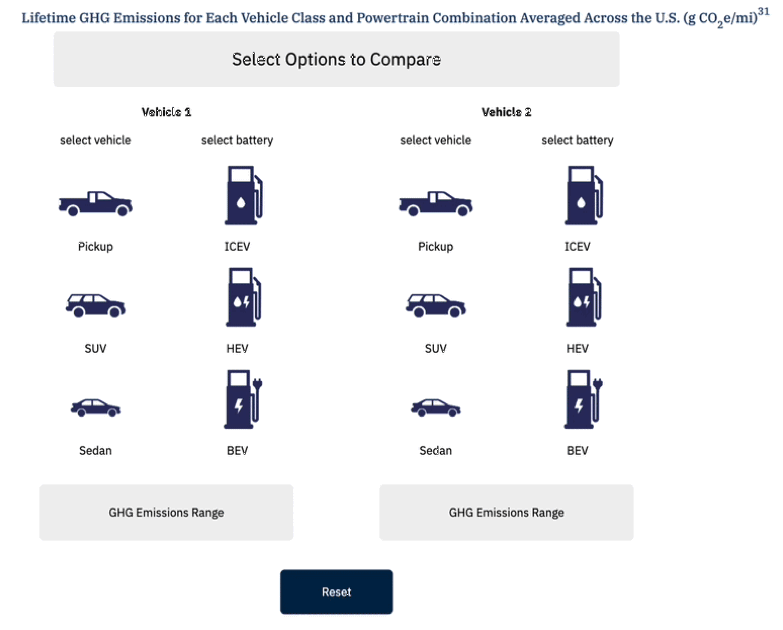 Lifetime GHG Emissions for Each Vehicle Class and Powertrain Combination Averaged Across the U.S. (g CO₂e/mi)³¹
Select Options to Compare
Vehicle 1
Vehicle 2
select vehicle
select battery
select vehicle
select battery
Pickup
ICEV
Pickup
ICEV
SUV
HEV
SUV
HEV
Sedan
BEV
Sedan
BEV
GHG Emissions Range
GHG Emissions Range
Reset